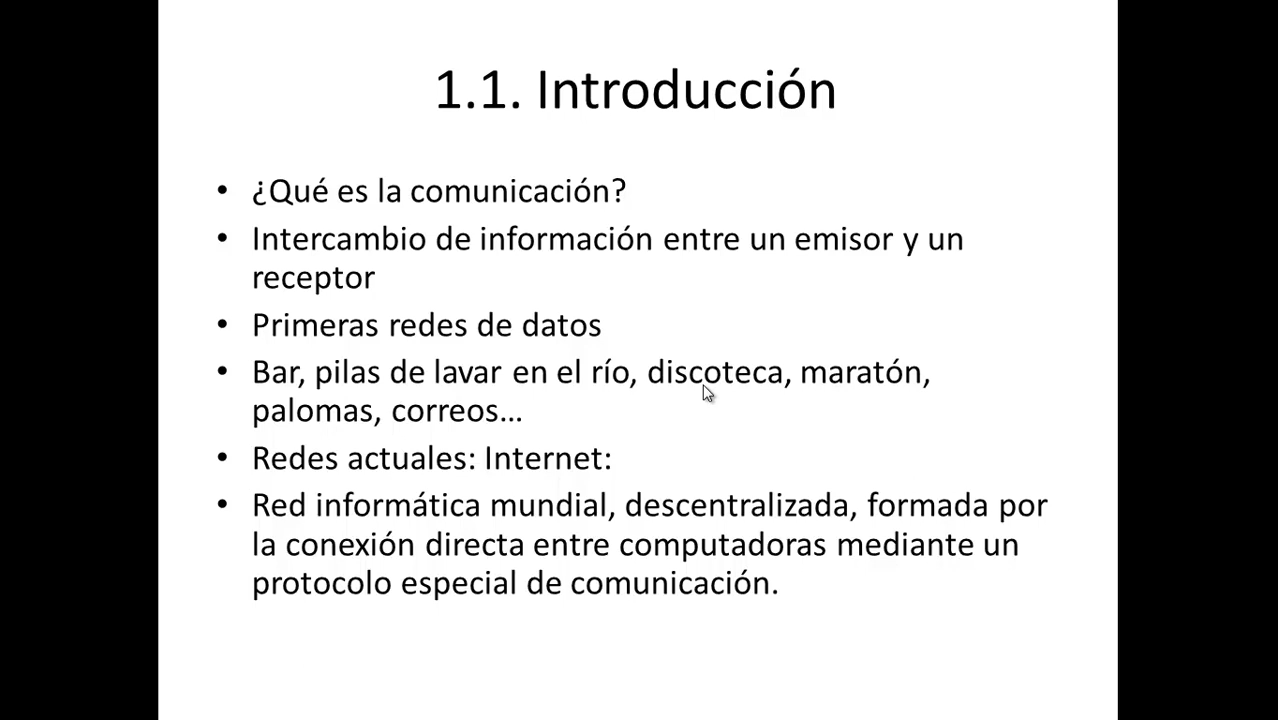 1.1. Introducción
• ¿Qué es la comunicación?
• Intercambio de información entre un emisor y un
receptor
• Primeras redes de datos
• Bar, pilas de lavar en el río, discoteca, maratón,
palomas, correos…
• Redes actuales: Internet:
• Red informática mundial, descentralizada, formada por
la conexión directa entre computadoras mediante un
protocolo especial de comunicación.